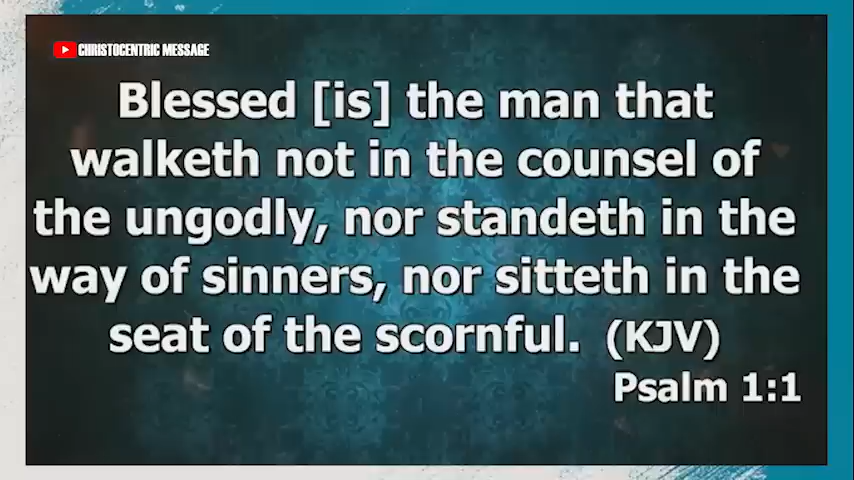 CHRISTOCENTRIC MESSAGE
Blessed [is] the man that
walketh not in the counsel of
the ungodly, nor standeth in the
way of sinners, nor sitteth in the
seat of the scornful. (KJV)
Psalm 1:1